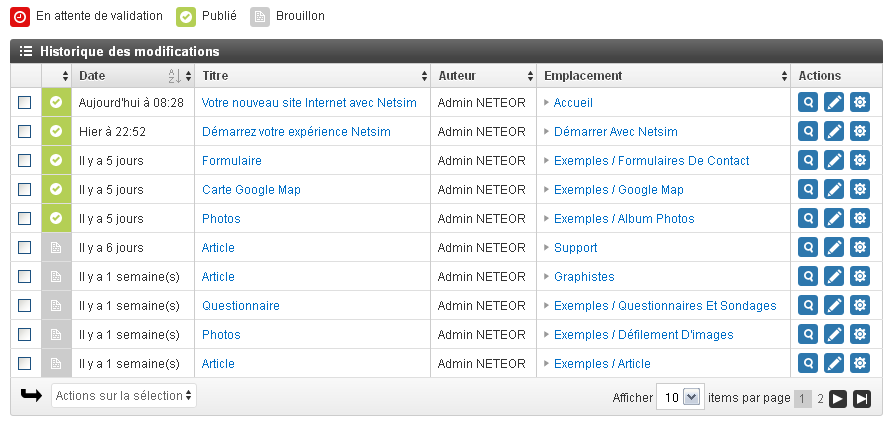 En attente de validation Publié Brouillon
Historique des modifications
Date Titre Auteur Emplacement Actions
Aujourd'hui à 08:28 Votre nouveau site Internet avec Netsim Admin NETEOR Accueil
Hier à 22:52 Démarrez votre expérience Netsim Admin NETEOR Démarrer Avec Netsim
Il y a 5 jours Formulaire Admin NETEOR Exemples / Formulaires De Contact
Il y a 5 jours Carte Google Map Admin NETEOR Exemples / Google Map
Il y a 5 jours Photos Admin NETEOR Exemples / Album Photos
Il y a 6 jours Article Admin NETEOR Support
Il y a 1 semaine(s) Article Admin NETEOR Graphistes
Il y a 1 semaine(s) Questionnaire Admin NETEOR Exemples / Questionnaires Et Sondages
Il y a 1 semaine(s) Photos Admin NETEOR Exemples / Défilement D'images
Il y a 1 semaine(s) Article Admin NETEOR Exemples / Article
Actions sur la sélection Afficher 10 items par page 1 2